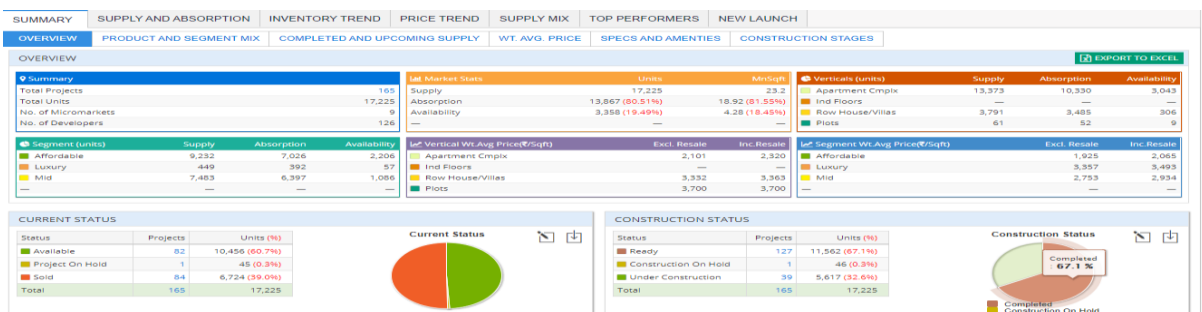 SUMMARY SUPPLY AND ABSORPTION INVENTORY TREND PRICE TREND SUPPLY MIX TOP PERFORMERS NEW LAUNCH
OVERVIEW PRODUCT AND SEGMENT MIX COMPLETED AND UPCOMING SUPPLY WT. AVG. PRICE SPECS AND AMENTIES CONSTRUCTION STAGES
OVERVIEW EXPORT TO EXCEL
Summary
Total Projects 165
Total Units 17,225
No. of Micromarkets 9
No. of Developers 126
Market Stats Units MnSqft
Supply 17,225 23.2
Absorption 13,867 (80.51%) 18.92 (81.55%)
Availability 3,358 (19.49%) 4.28 (18.45%)
— — —
Verticals (units) Supply Absorption Availability
Apartment Cmplx 13,373 10,330 3,043
Ind Floors — — —
Row House/Villas 3,791 3,485 306
Plots 61 52 9
Segment (units) Supply Absorption Availability
Affordable 9,232 7,026 2,206
Luxury 449 392 57
Mid 7,483 6,397 1,086
— — — —
Vertical Wt.Avg Price(₹/Sqft) Excl. Resale Inc.Resale
Apartment Cmplx 2,101 2,320
Ind Floors — —
Row House/Villas 3,332 3,363
Plots 3,700 3,700
Segment Wt.Avg Price(₹/Sqft) Excl. Resale Inc.Resale
Affordable 1,925 2,065
Luxury 3,357 3,493
Mid 2,753 2,934
— — —
CURRENT STATUS
Status Projects Units (%)
Available 82 10,456 (60.7%)
Project On Hold 1 45 (0.3%)
Sold 84 6,724 (39.0%)
Total 165 17,225
Current Status
CONSTRUCTION STATUS
Status Projects Units (%)
Ready 127 11,562 (67.1%)
Construction On Hold 1 46 (0.3%)
Under Construction 39 5,617 (32.6%)
Total 165 17,225
Construction Status
Completed
: 67.1 %
Completed
Construction On Hold